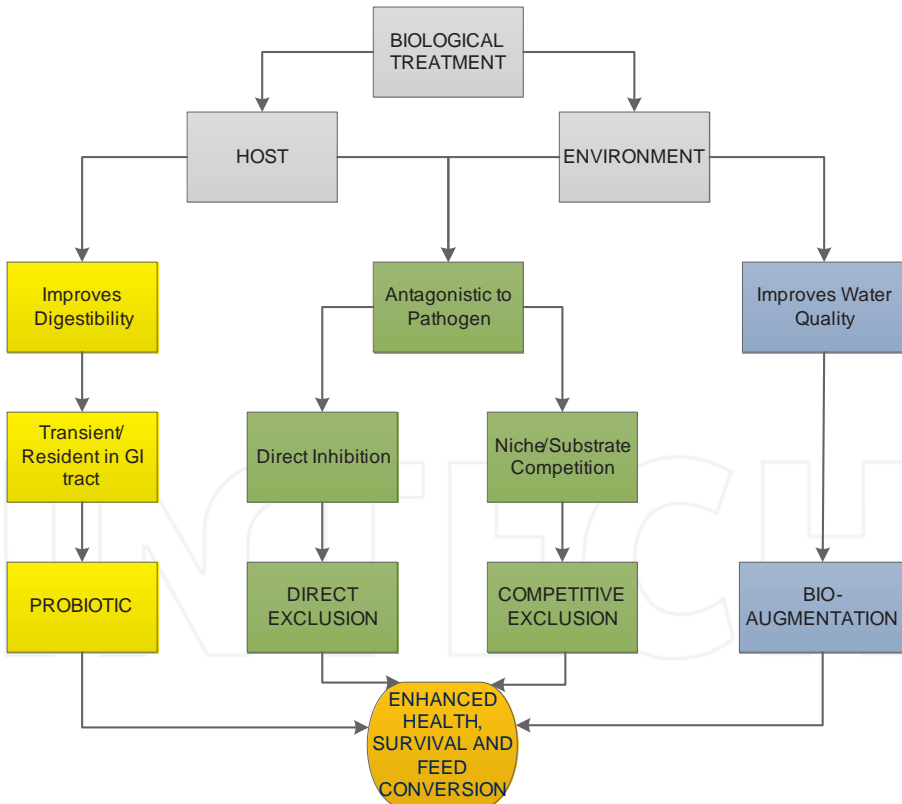 BIOLOGICAL
TREATMENT
HOST
ENVIRONMENT
Improves
Digestibility
Antagonistic to
Pathogen
Improves Water
Quality
Transient/
Resident in GI
tract
Direct Inhibition
Niche/Substrate
Competition
PROBIOTIC
DIRECT
EXCLUSION
COMPETITIVE
EXCLUSION
BIO-
AUGMENTATION
ENHANCED
HEALTH,
SURVIVAL AND
FEED
CONVERSION
INTECH